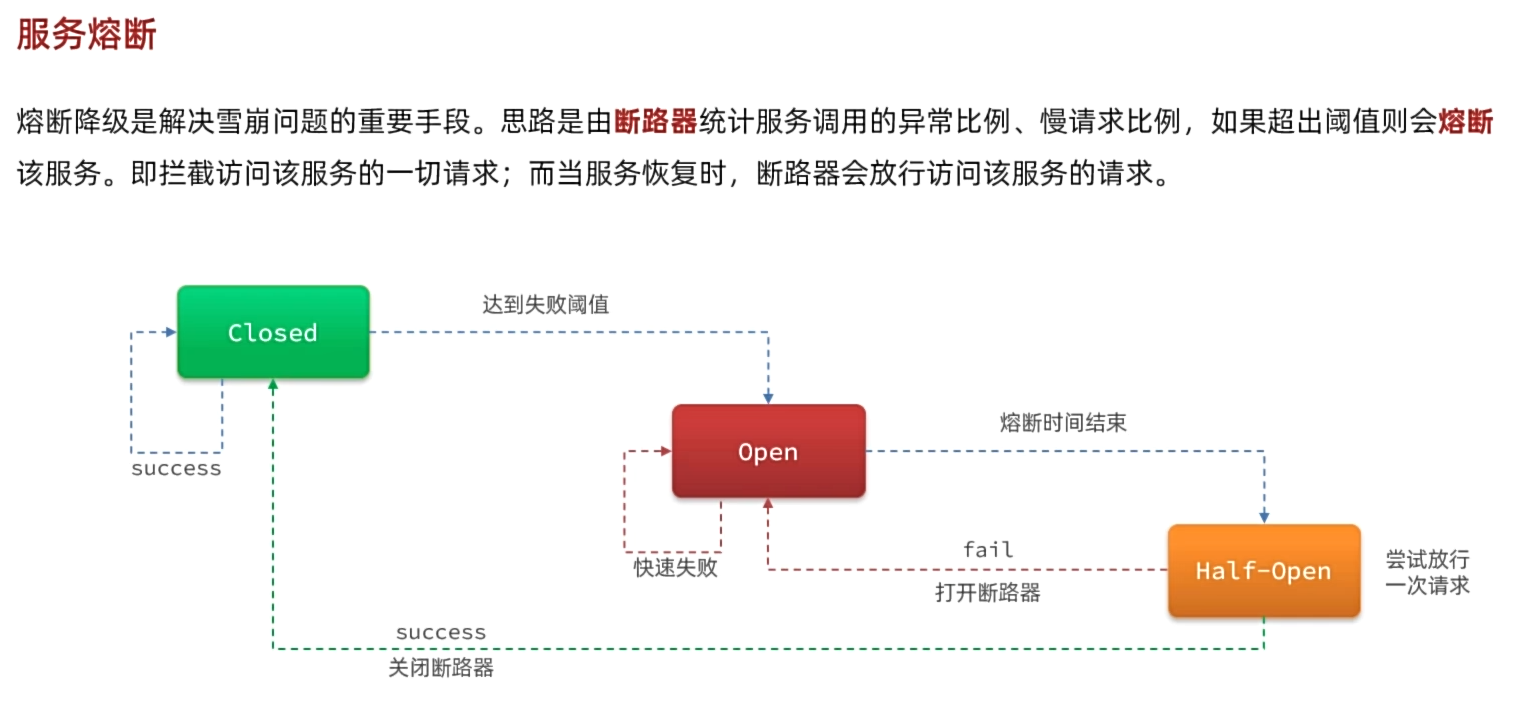 服务熔断
熔断降级是解决雪崩问题的重要手段。思路是由断路器统计服务调用的异常比例、慢请求比例，如果超出阈值则会熔断
该服务。即拦截访问该服务的一切请求；而当服务恢复时，断路器会放行访问该服务的请求。
达到失败阈值
Closed
success
熔断时间结束
Open
快速失败
fail
打开断路器
Half-Open
尝试放行
一次请求
success
关闭断路器